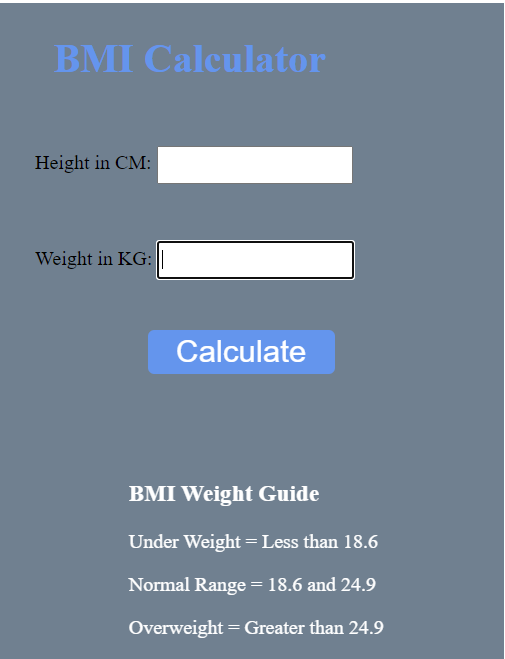 BMI Calculator
Height in CM:
Weight in KG:
Calculate
BMI Weight Guide
Under Weight = Less than 18.6
Normal Range = 18.6 and 24.9
Overweight = Greater than 24.9